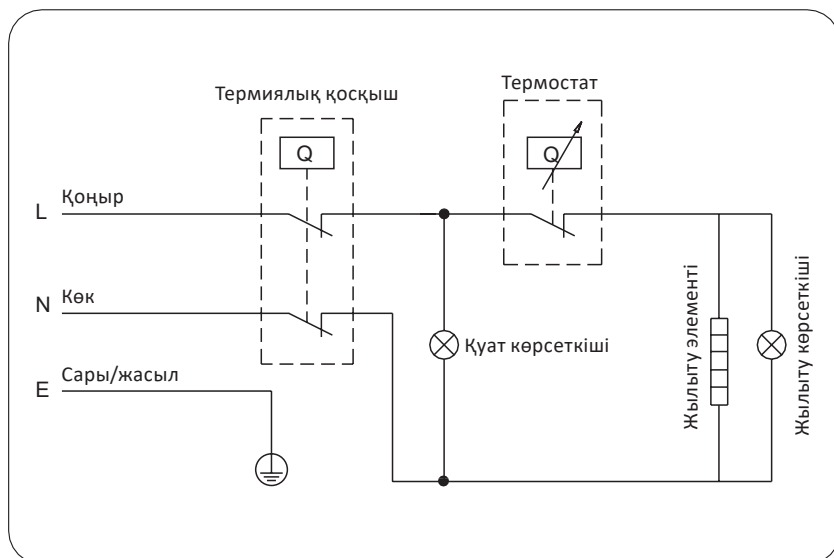 Термиялық қосқыш
Термостат
Q
Q
L Қоңыр
N Көк
E Сары/жасыл
Қуат көрсеткіші
Жылыту элементі
Жылыту көрсеткіші